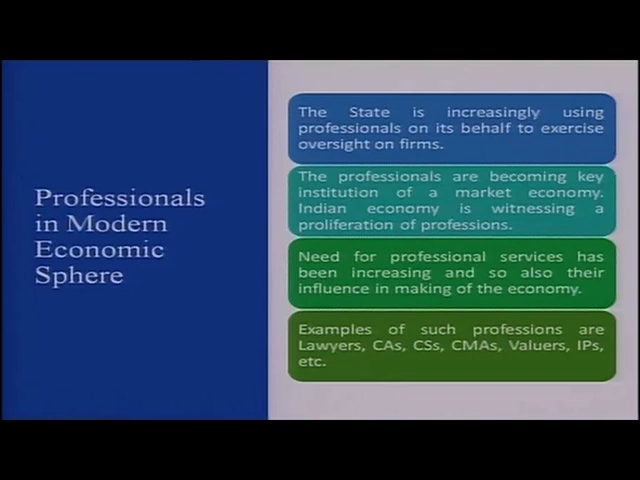 Professionals
in Modern
Economic
Sphere
The State is increasingly using
professionals on its behalf to exercise
oversight on firms.
The professionals are becoming key
institution of a market economy.
Indian economy is witnessing a
proliferation of professions.
Need for professional services has
been increasing and so also their
influence in making of the economy.
Examples of such professions are
Lawyers, CAs, CSs, CMAs, Valuers, IPs,
etc.